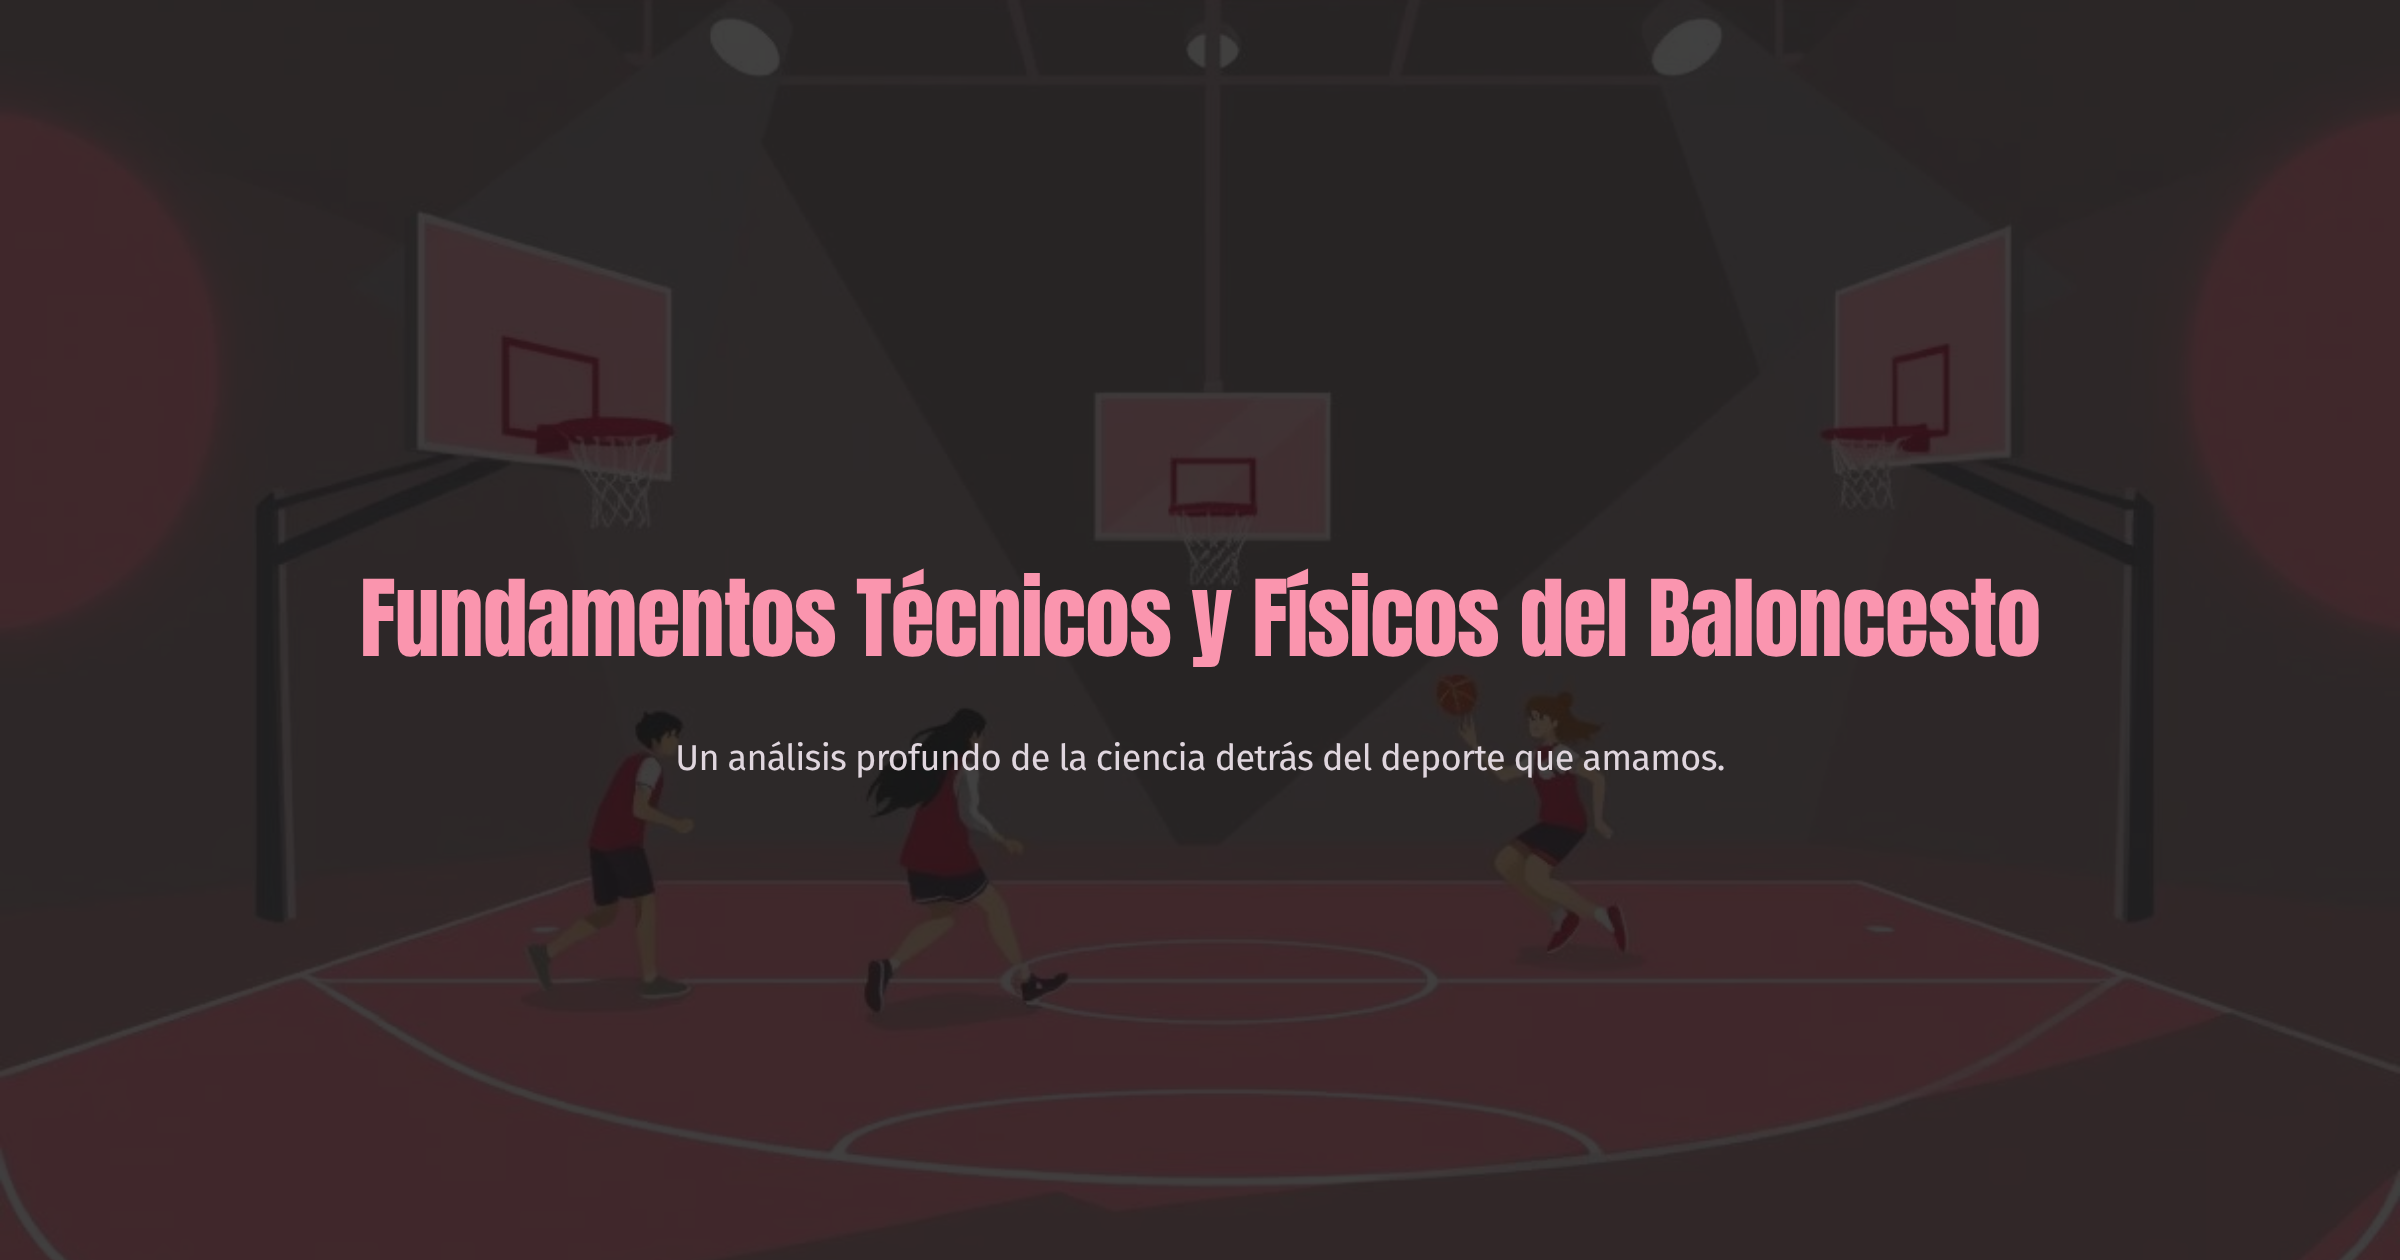 Fundamentos Técnicos y Físicos del Baloncesto
Un análisis profundo de la ciencia detrás del deporte que amamos.